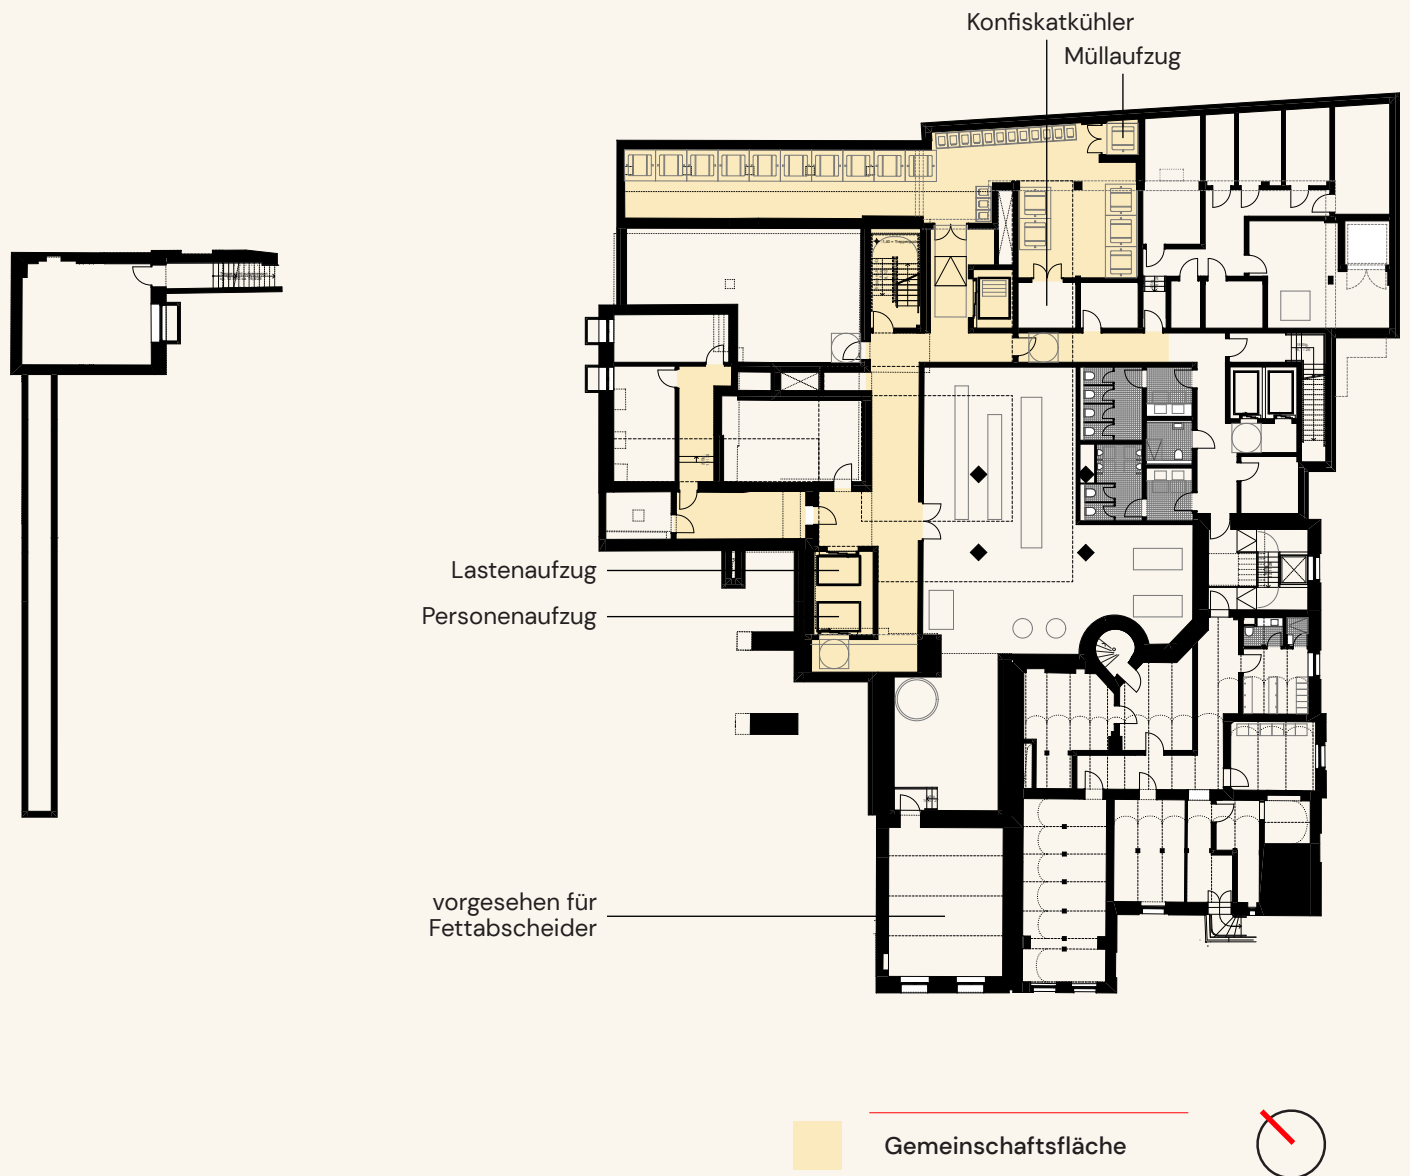 Konfiskatkühler
Müllaufzug
Lastenaufzug
Personenaufzug
vorgesehen für
Fettabscheider
Gemeinschaftsfläche